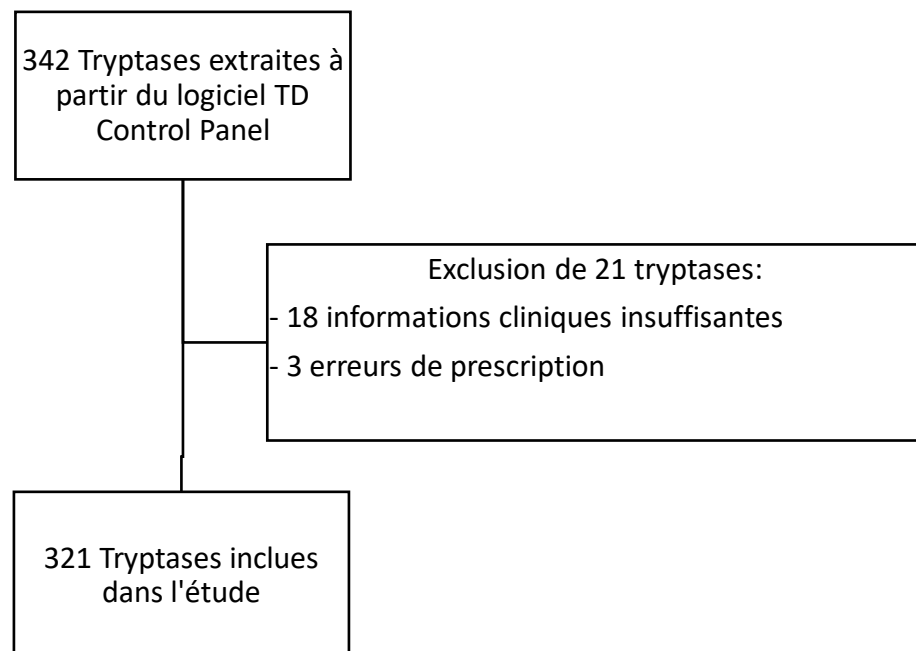 342 Tryptases extraites à
partir du logiciel TD
Control Panel
Exclusion de 21 tryptases:
- 18 informations cliniques insuffisantes
- 3 erreurs de prescription
321 Tryptases inclues
dans l'étude